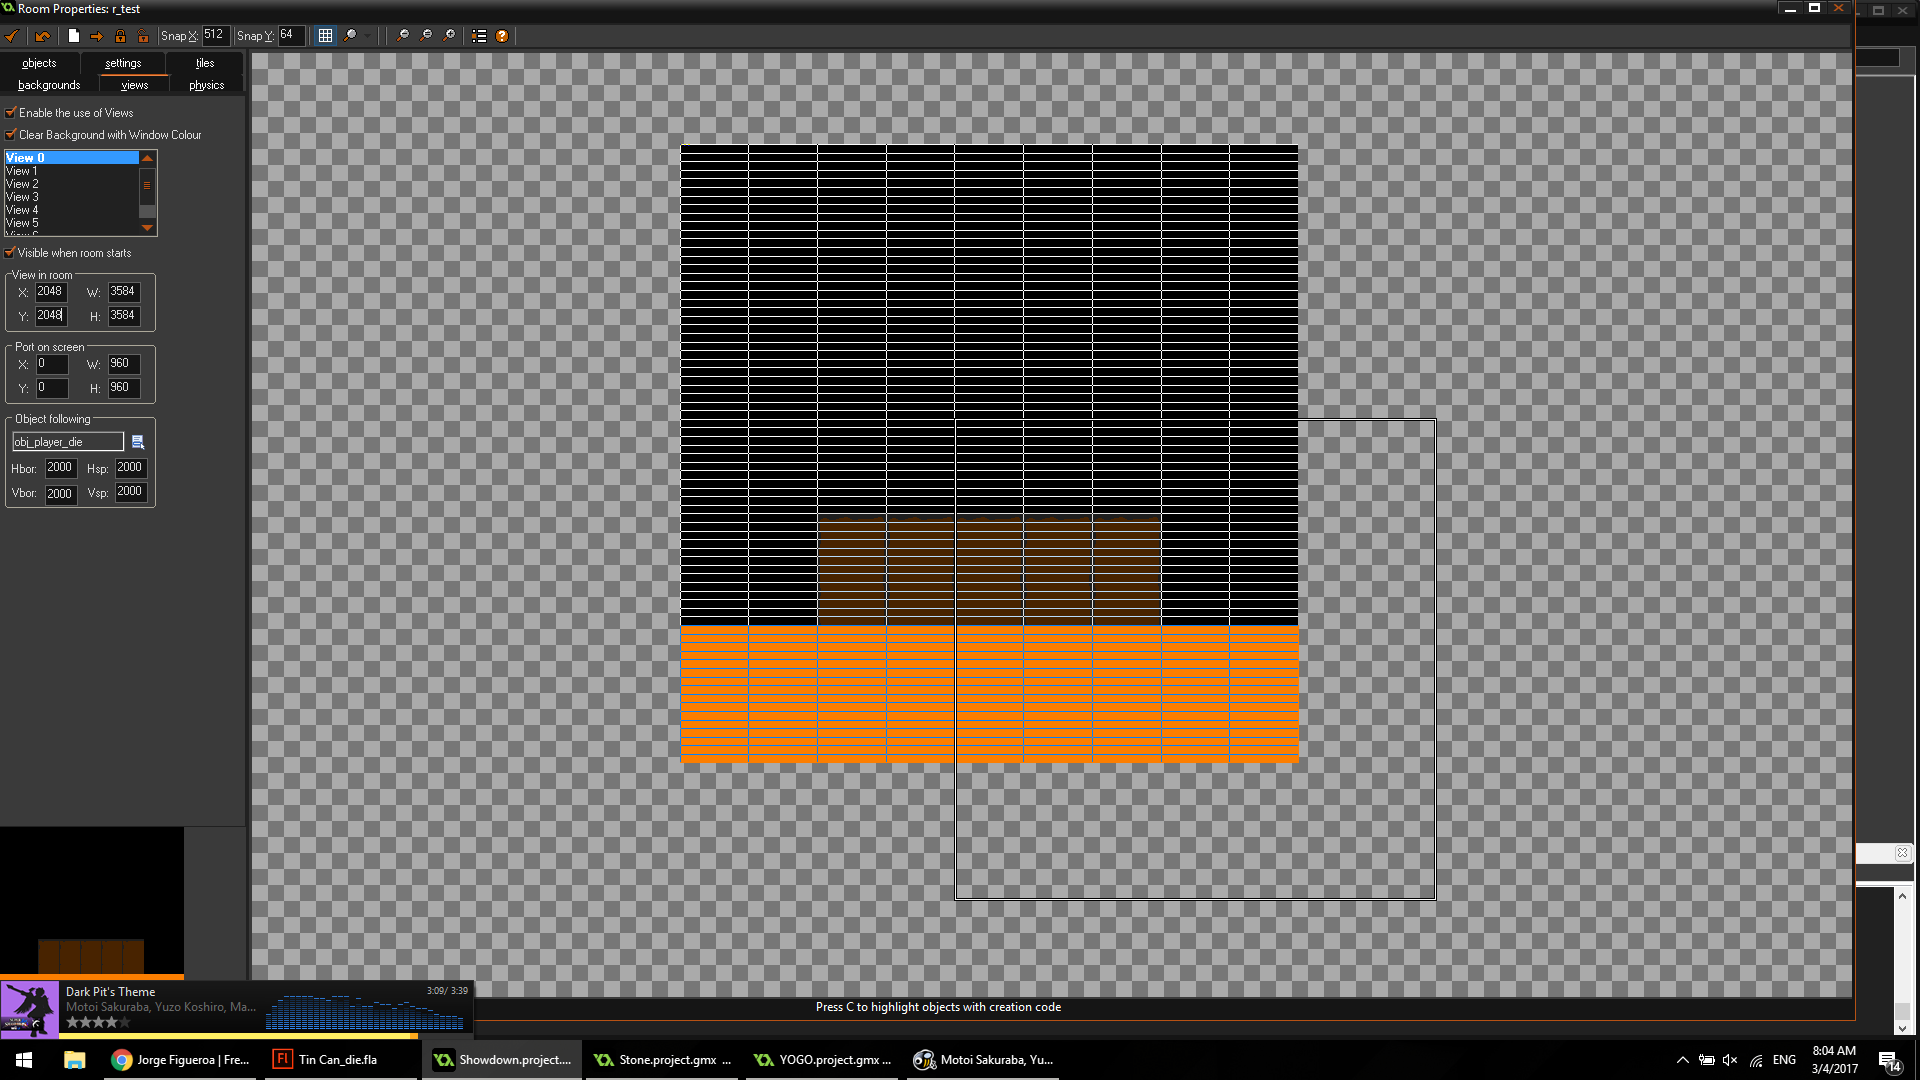 Room Properties: r_test
Snap X: 512 Snap Y: 64
objects settings tiles
backgrounds views physics
Enable the use of Views
Clear Background with Window Colour
View 0
View 1
View 2
View 3
View 4
View 5
Visible when room starts
View in room
X: 2048 W: 3584
Y: 2048 H: 3584
Port on screen
X: 0 W: 960
Y: 0 H: 960
Object following
obj_player_die
Hbor: 2000 Hsp: 2000
Vbor: 2000 Vsp: 2000
Dark Pit's Theme 3:09/ 3:39
Motoi Sakuraba, Yuzo Koshiro, Ma...
Press C to highlight objects with creation code
Jorge Figueroa | Fre... Tin Can_die.fla Showdown.project.... Stone.project.gmx ... YOGO.project.gmx ... Motoi Sakuraba, Yu... ENG 8:04 AM
3/4/2017 14